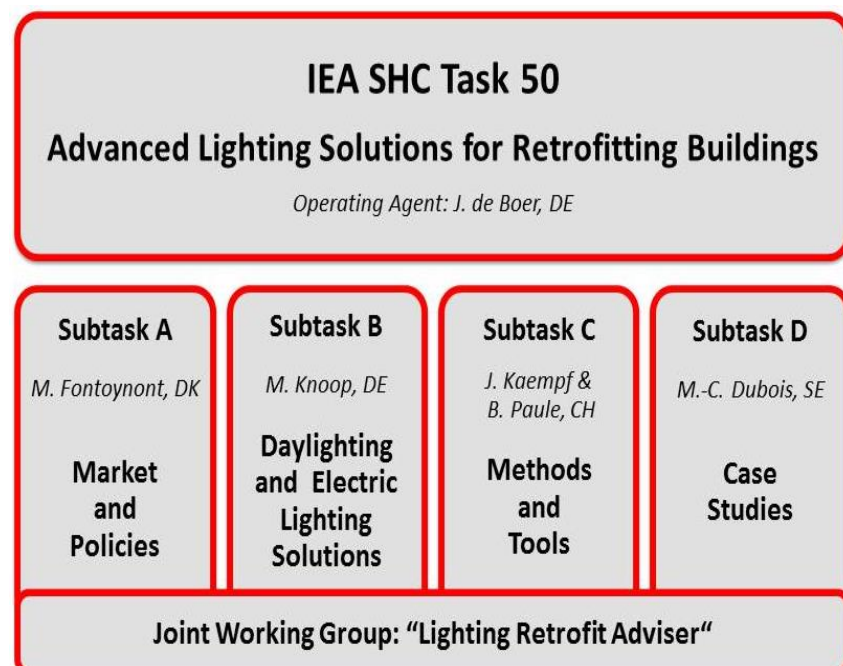 IEA SHC Task 50
Advanced Lighting Solutions for Retrofitting Buildings
Operating Agent: J. de Boer, DE
Subtask A
M. Fontoynont, DK
Market
and
Policies
Subtask B
M. Knoop, DE
Daylighting
and Electric
Lighting
Solutions
Subtask C
J. Kaempf &
B. Paule, CH
Methods
and
Tools
Subtask D
M.-C. Dubois, SE
Case
Studies
Joint Working Group: “Lighting Retrofit Adviser“